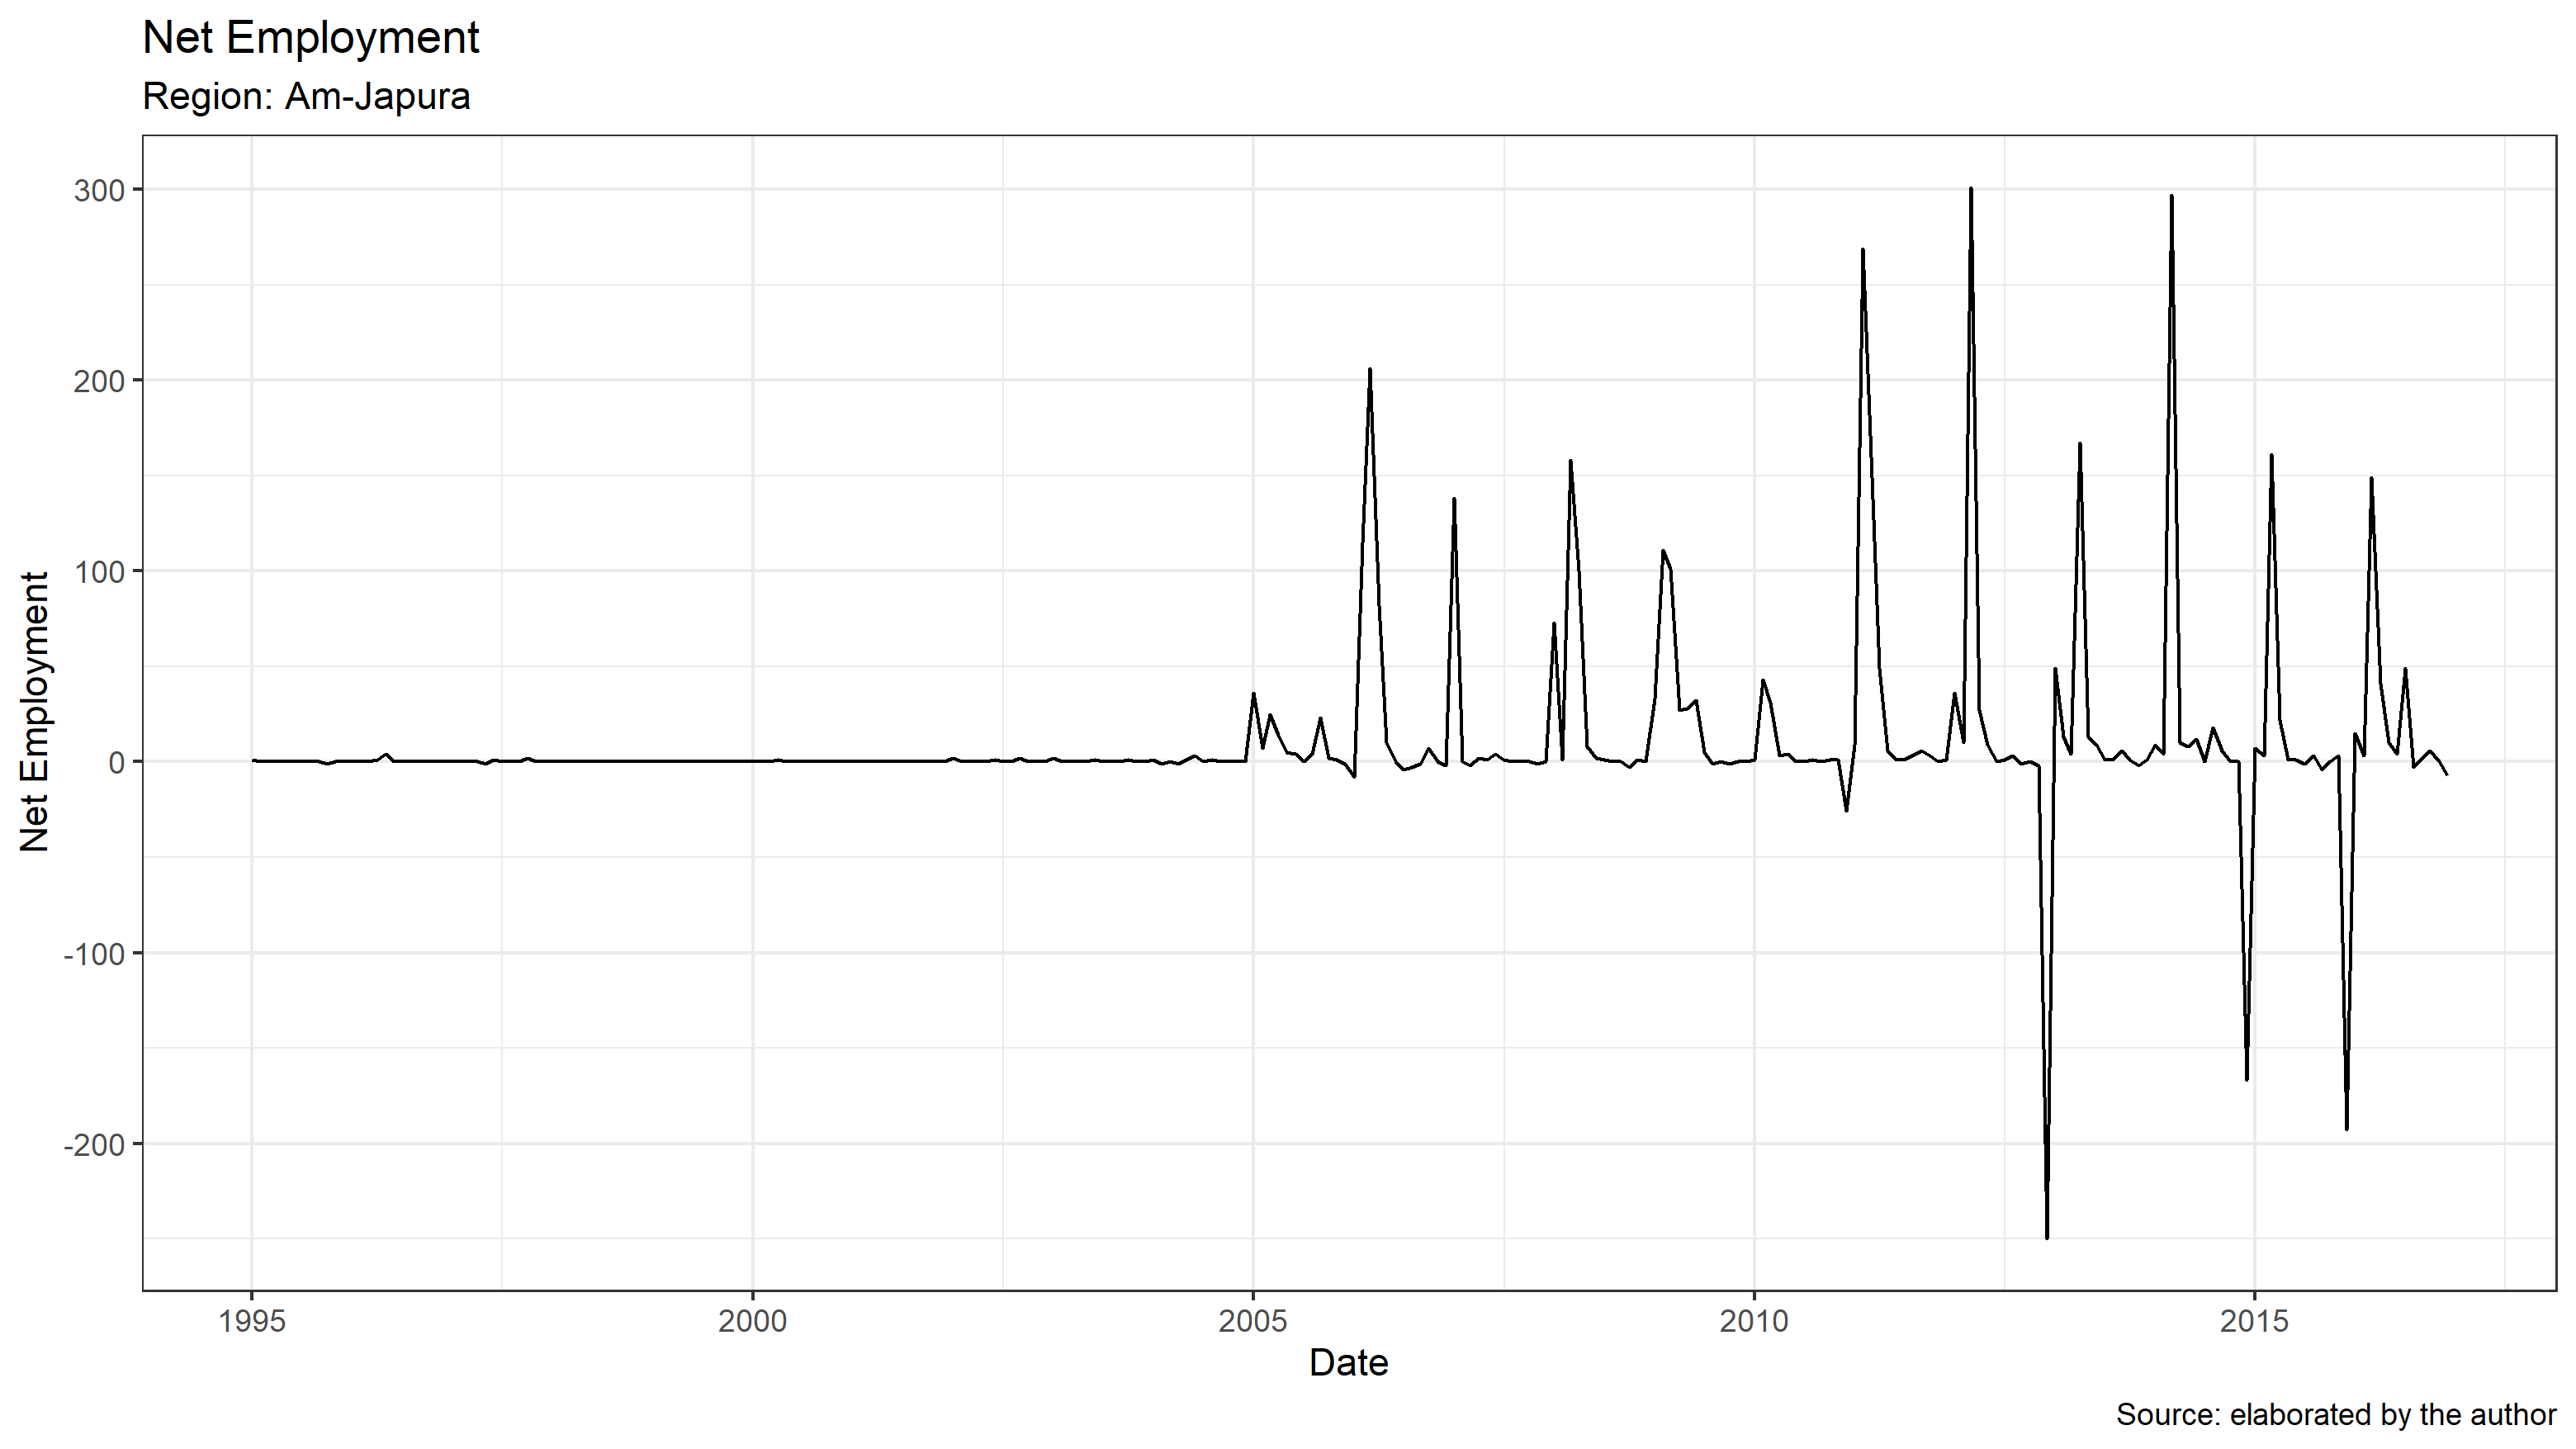 Net Employment
Region: Am-Japura
Net Employment
300
200
100
0
-100
-200
1995 2000 2005 2010 2015
Date
Source: elaborated by the author